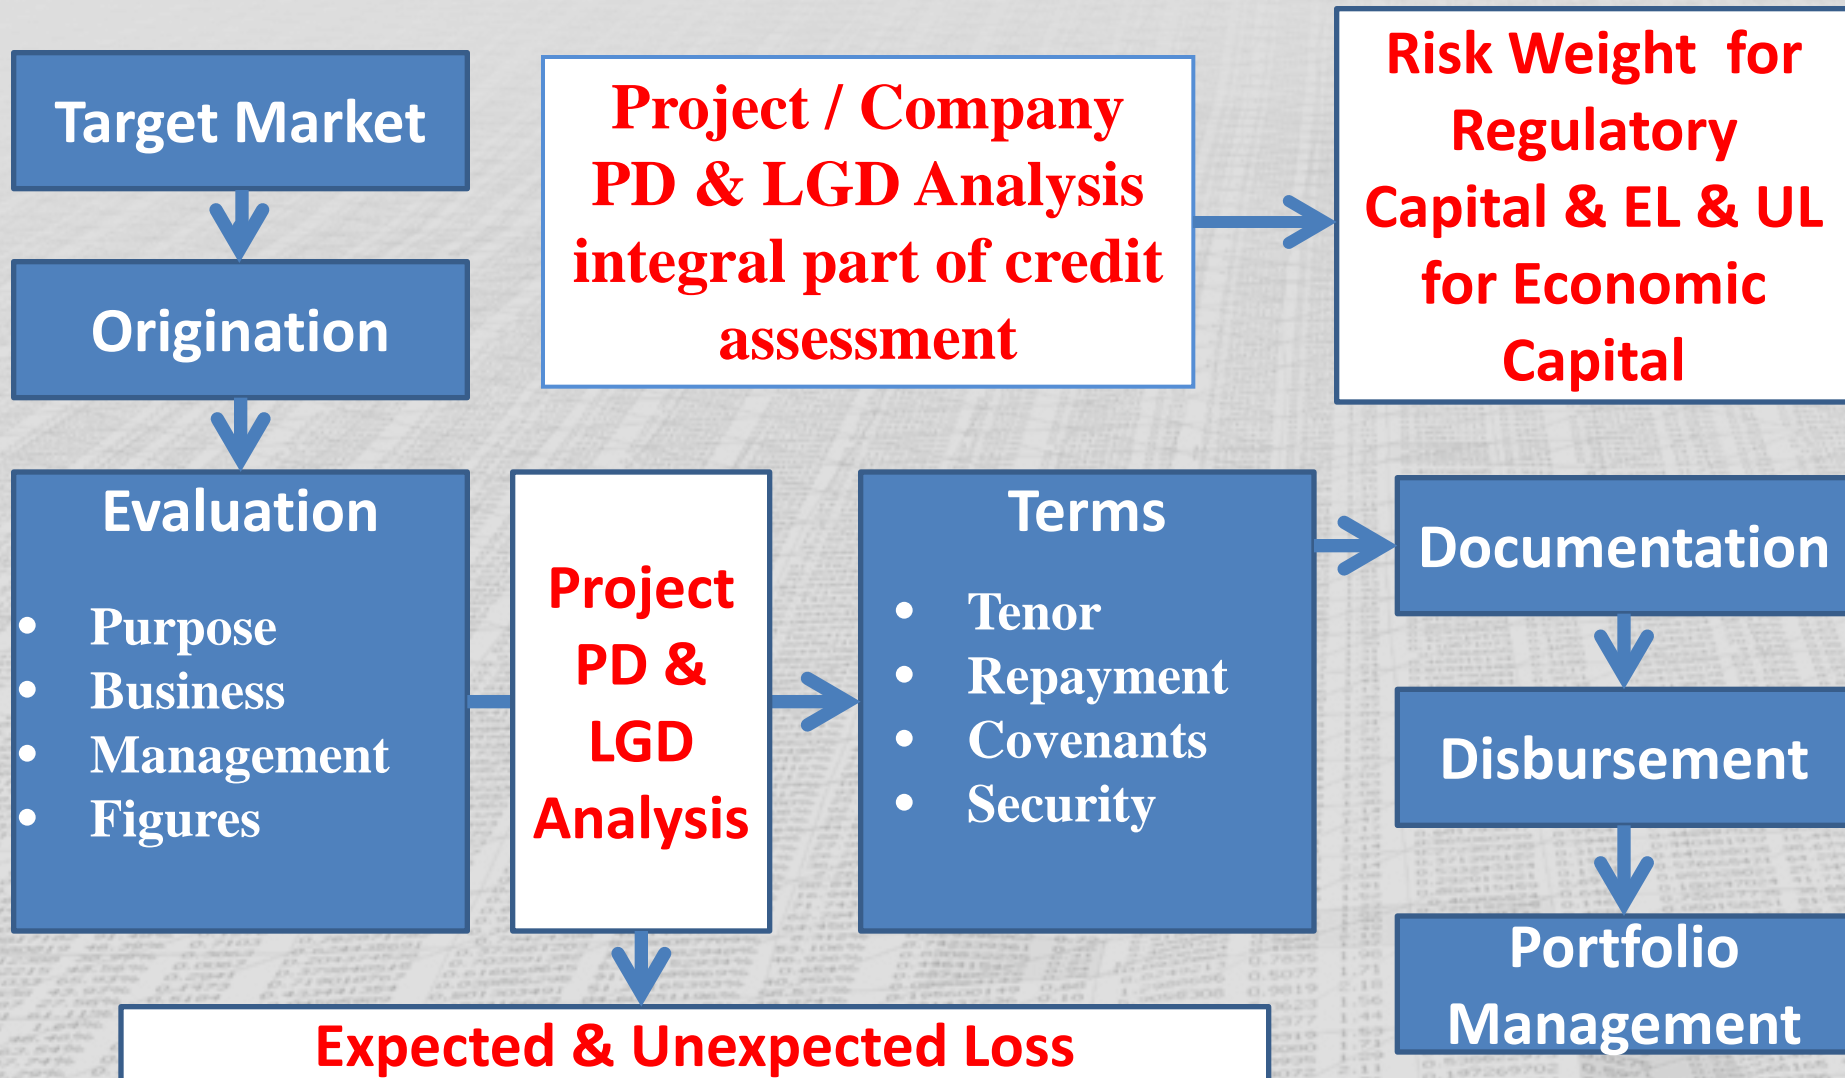 Target Market
Origination
Project / Company
PD & LGD Analysis
integral part of credit
assessment
Risk Weight for
Regulatory
Capital & EL & UL
for Economic
Capital
Evaluation
• Purpose
• Business
• Management
• Figures
Project
PD &
LGD
Analysis
Terms
• Tenor
• Repayment
• Covenants
• Security
Documentation
Disbursement
Portfolio
Management
Expected & Unexpected Loss